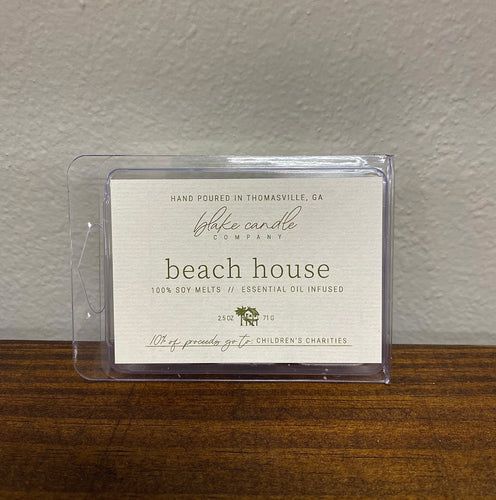 HAND POURED IN THOMASVILLE, GA
blake candle
COMPANY
beach house
100% SOY MELTS // ESSENTIAL OIL INFUSED
2.5 OZ 71 G
10% of proceeds go to: CHILDREN'S CHARITIES